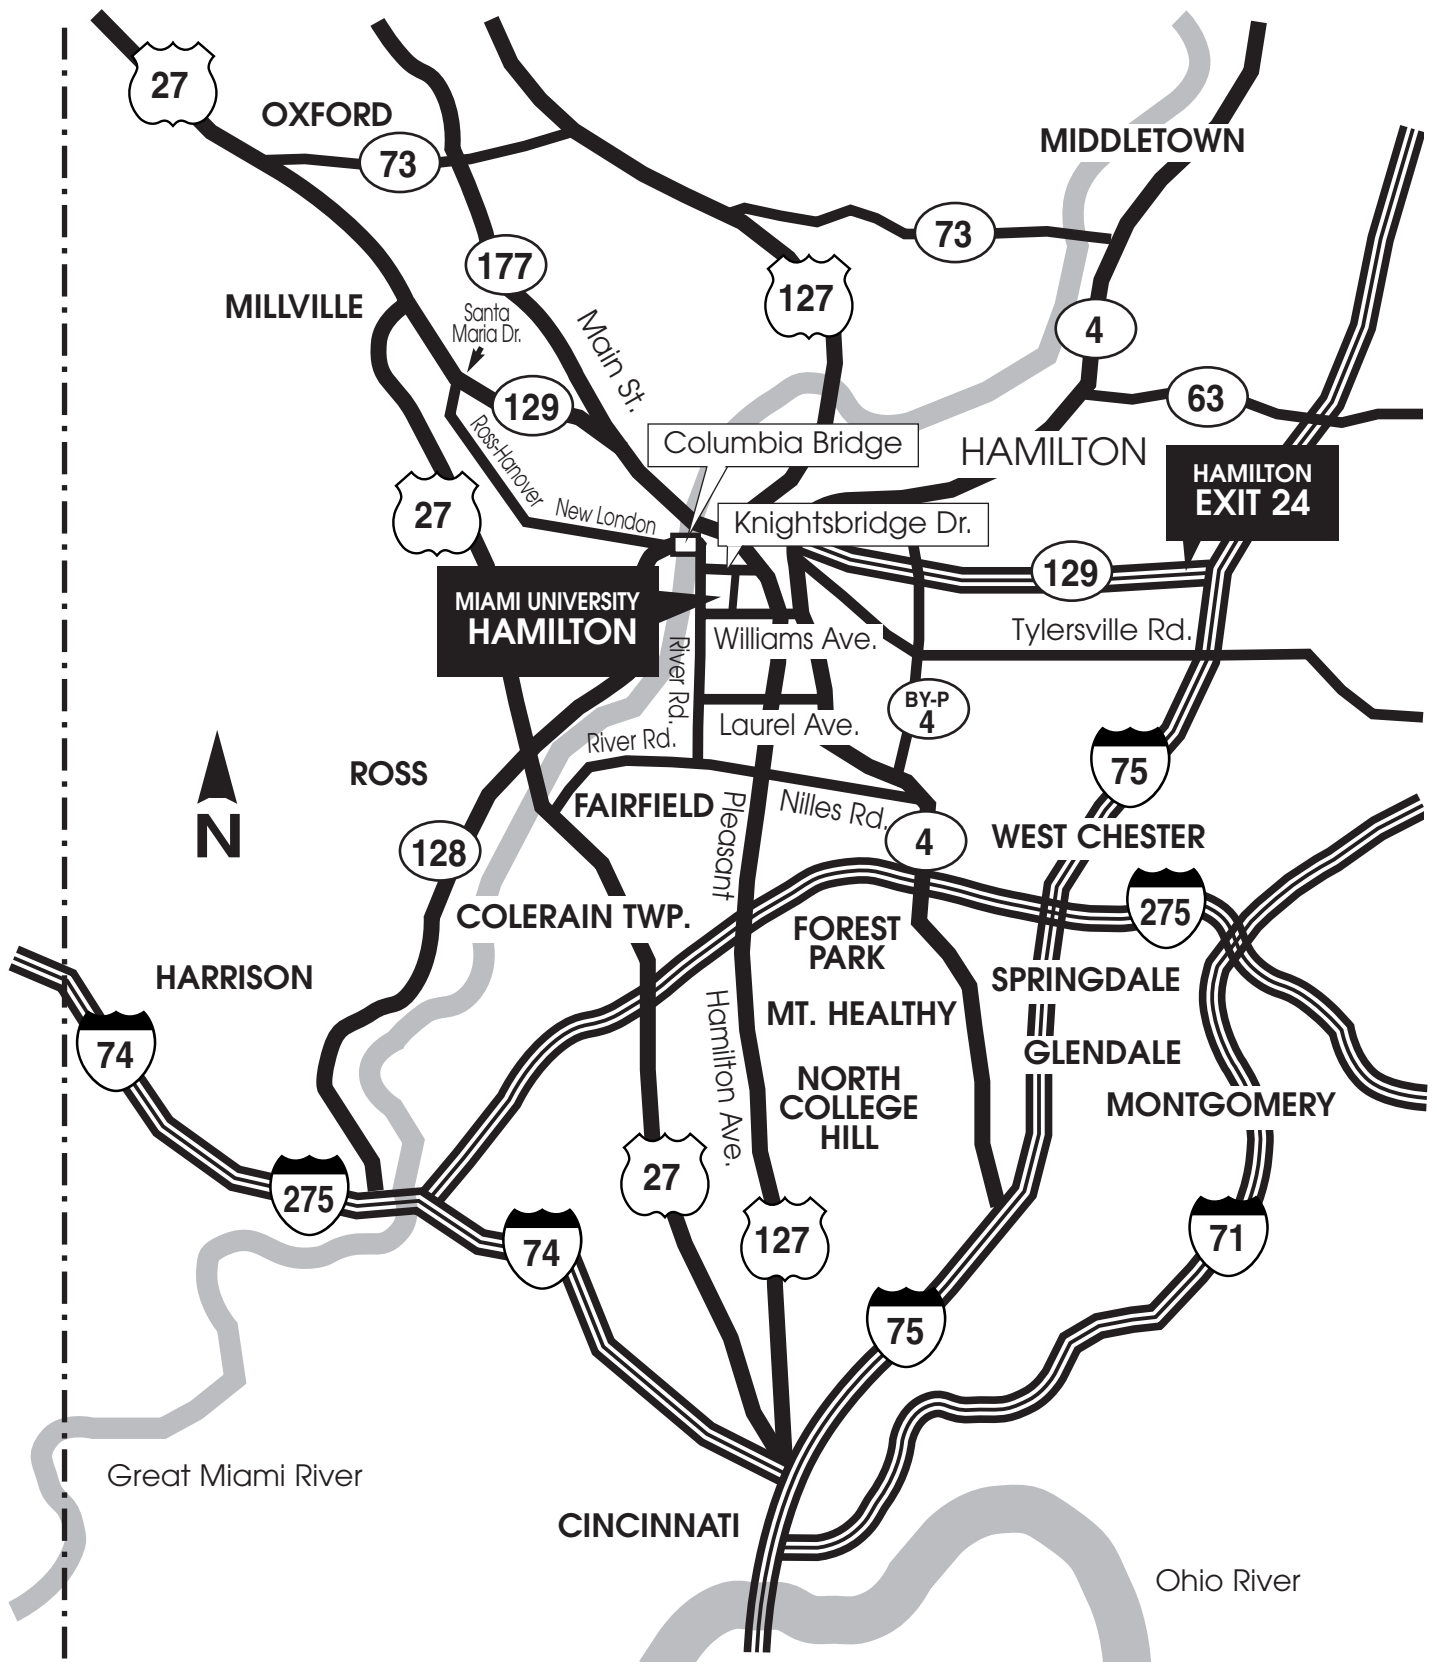 27
OXFORD
73
MIDDLETOWN
73
177
127
MILLVILLE
Santa
Maria Dr.
Main St.
4
129
63
Ross-Hanover
Columbia Bridge
HAMILTON
HAMILTON
EXIT 24
27
New London
Knightsbridge Dr.
129
MIAMI UNIVERSITY
HAMILTON
Williams Ave.
Tylersville Rd.
River Rd.
BY-P
4
Laurel Ave.
River Rd.
75
ROSS
FAIRFIELD
Pleasant
Nilles Rd.
N
128
4
WEST CHESTER
275
COLERAIN TWP.
FOREST
PARK
HARRISON
SPRINGDALE
Hamilton Ave.
MT. HEALTHY
74
GLENDALE
NORTH
COLLEGE
HILL
MONTGOMERY
27
275
127
74
71
75
Great Miami River
CINCINNATI
Ohio River